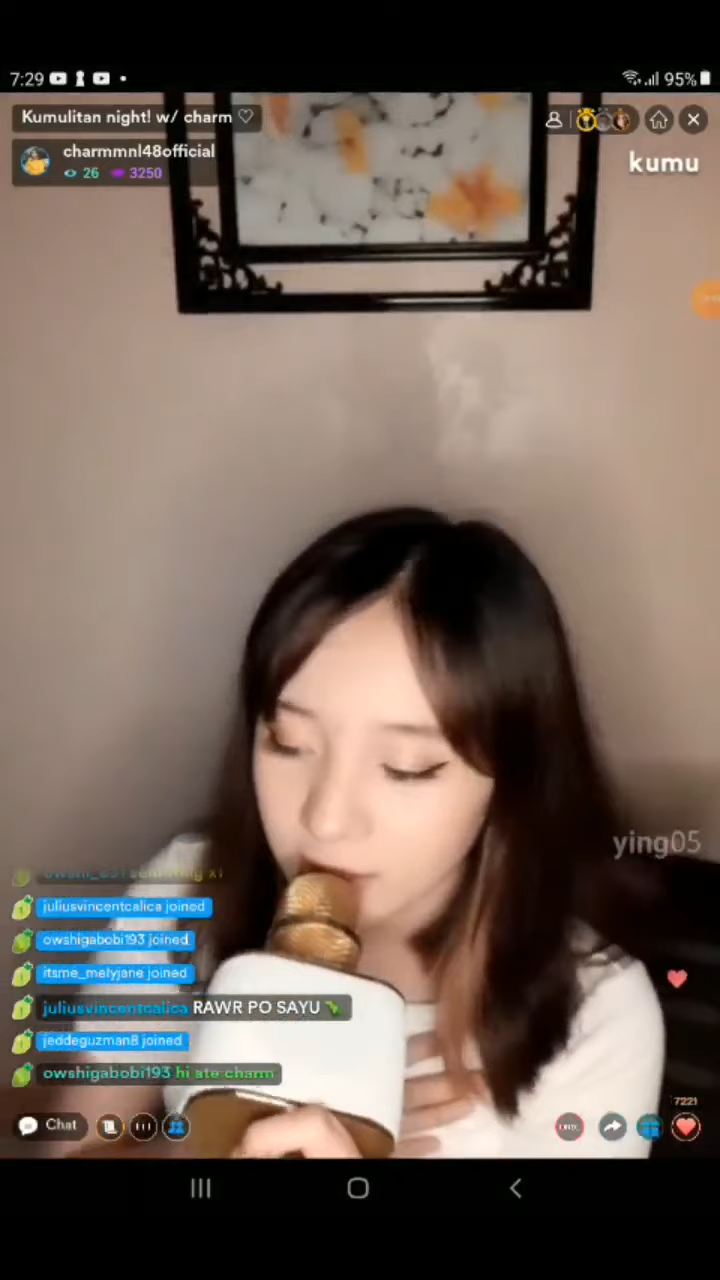 7:29
95%
Kumulitan night! w/ charm ♡
charmmnl48official
26 3250
kumu
ying05
juliusvincentcalica joined
owshigabobi193 joined
itsme_melyjane joined
juliusvincentcalica RAWR PO SAYU
jeddeguzman8 joined
owshigabobi193 hi ate charm
7221
Chat